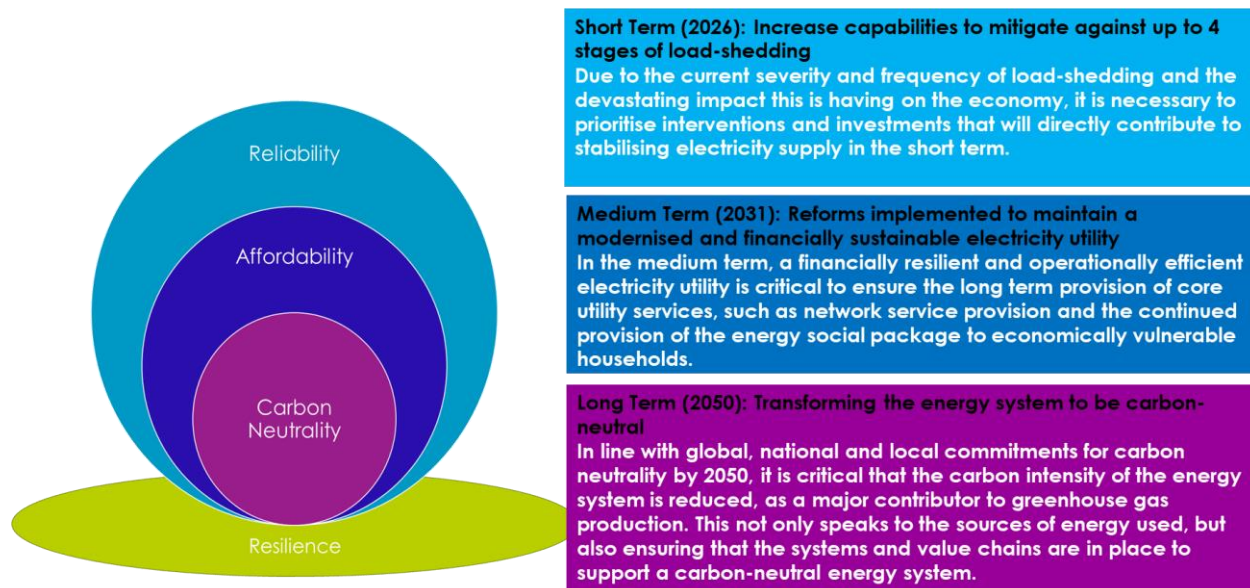 Reliability
Affordability
Carbon
Neutrality
Resilience
Short Term (2026): Increase capabilities to mitigate against up to 4
stages of load-shedding
Due to the current severity and frequency of load-shedding and the
devastating impact this is having on the economy, it is necessary to
prioritise interventions and investments that will directly contribute to
stabilising electricity supply in the short term.
Medium Term (2031): Reforms implemented to maintain a
modernised and financially sustainable electricity utility
In the medium term, a financially resilient and operationally efficient
electricity utility is critical to ensure the long term provision of core
utility services, such as network service provision and the continued
provision of the energy social package to economically vulnerable
households.
Long Term (2050): Transforming the energy system to be carbon-
neutral
In line with global, national and local commitments for carbon
neutrality by 2050, it is critical that the carbon intensity of the energy
system is reduced, as a major contributor to greenhouse gas
production. This not only speaks to the sources of energy used, but
also ensuring that the systems and value chains are in place to
support a carbon-neutral energy system.